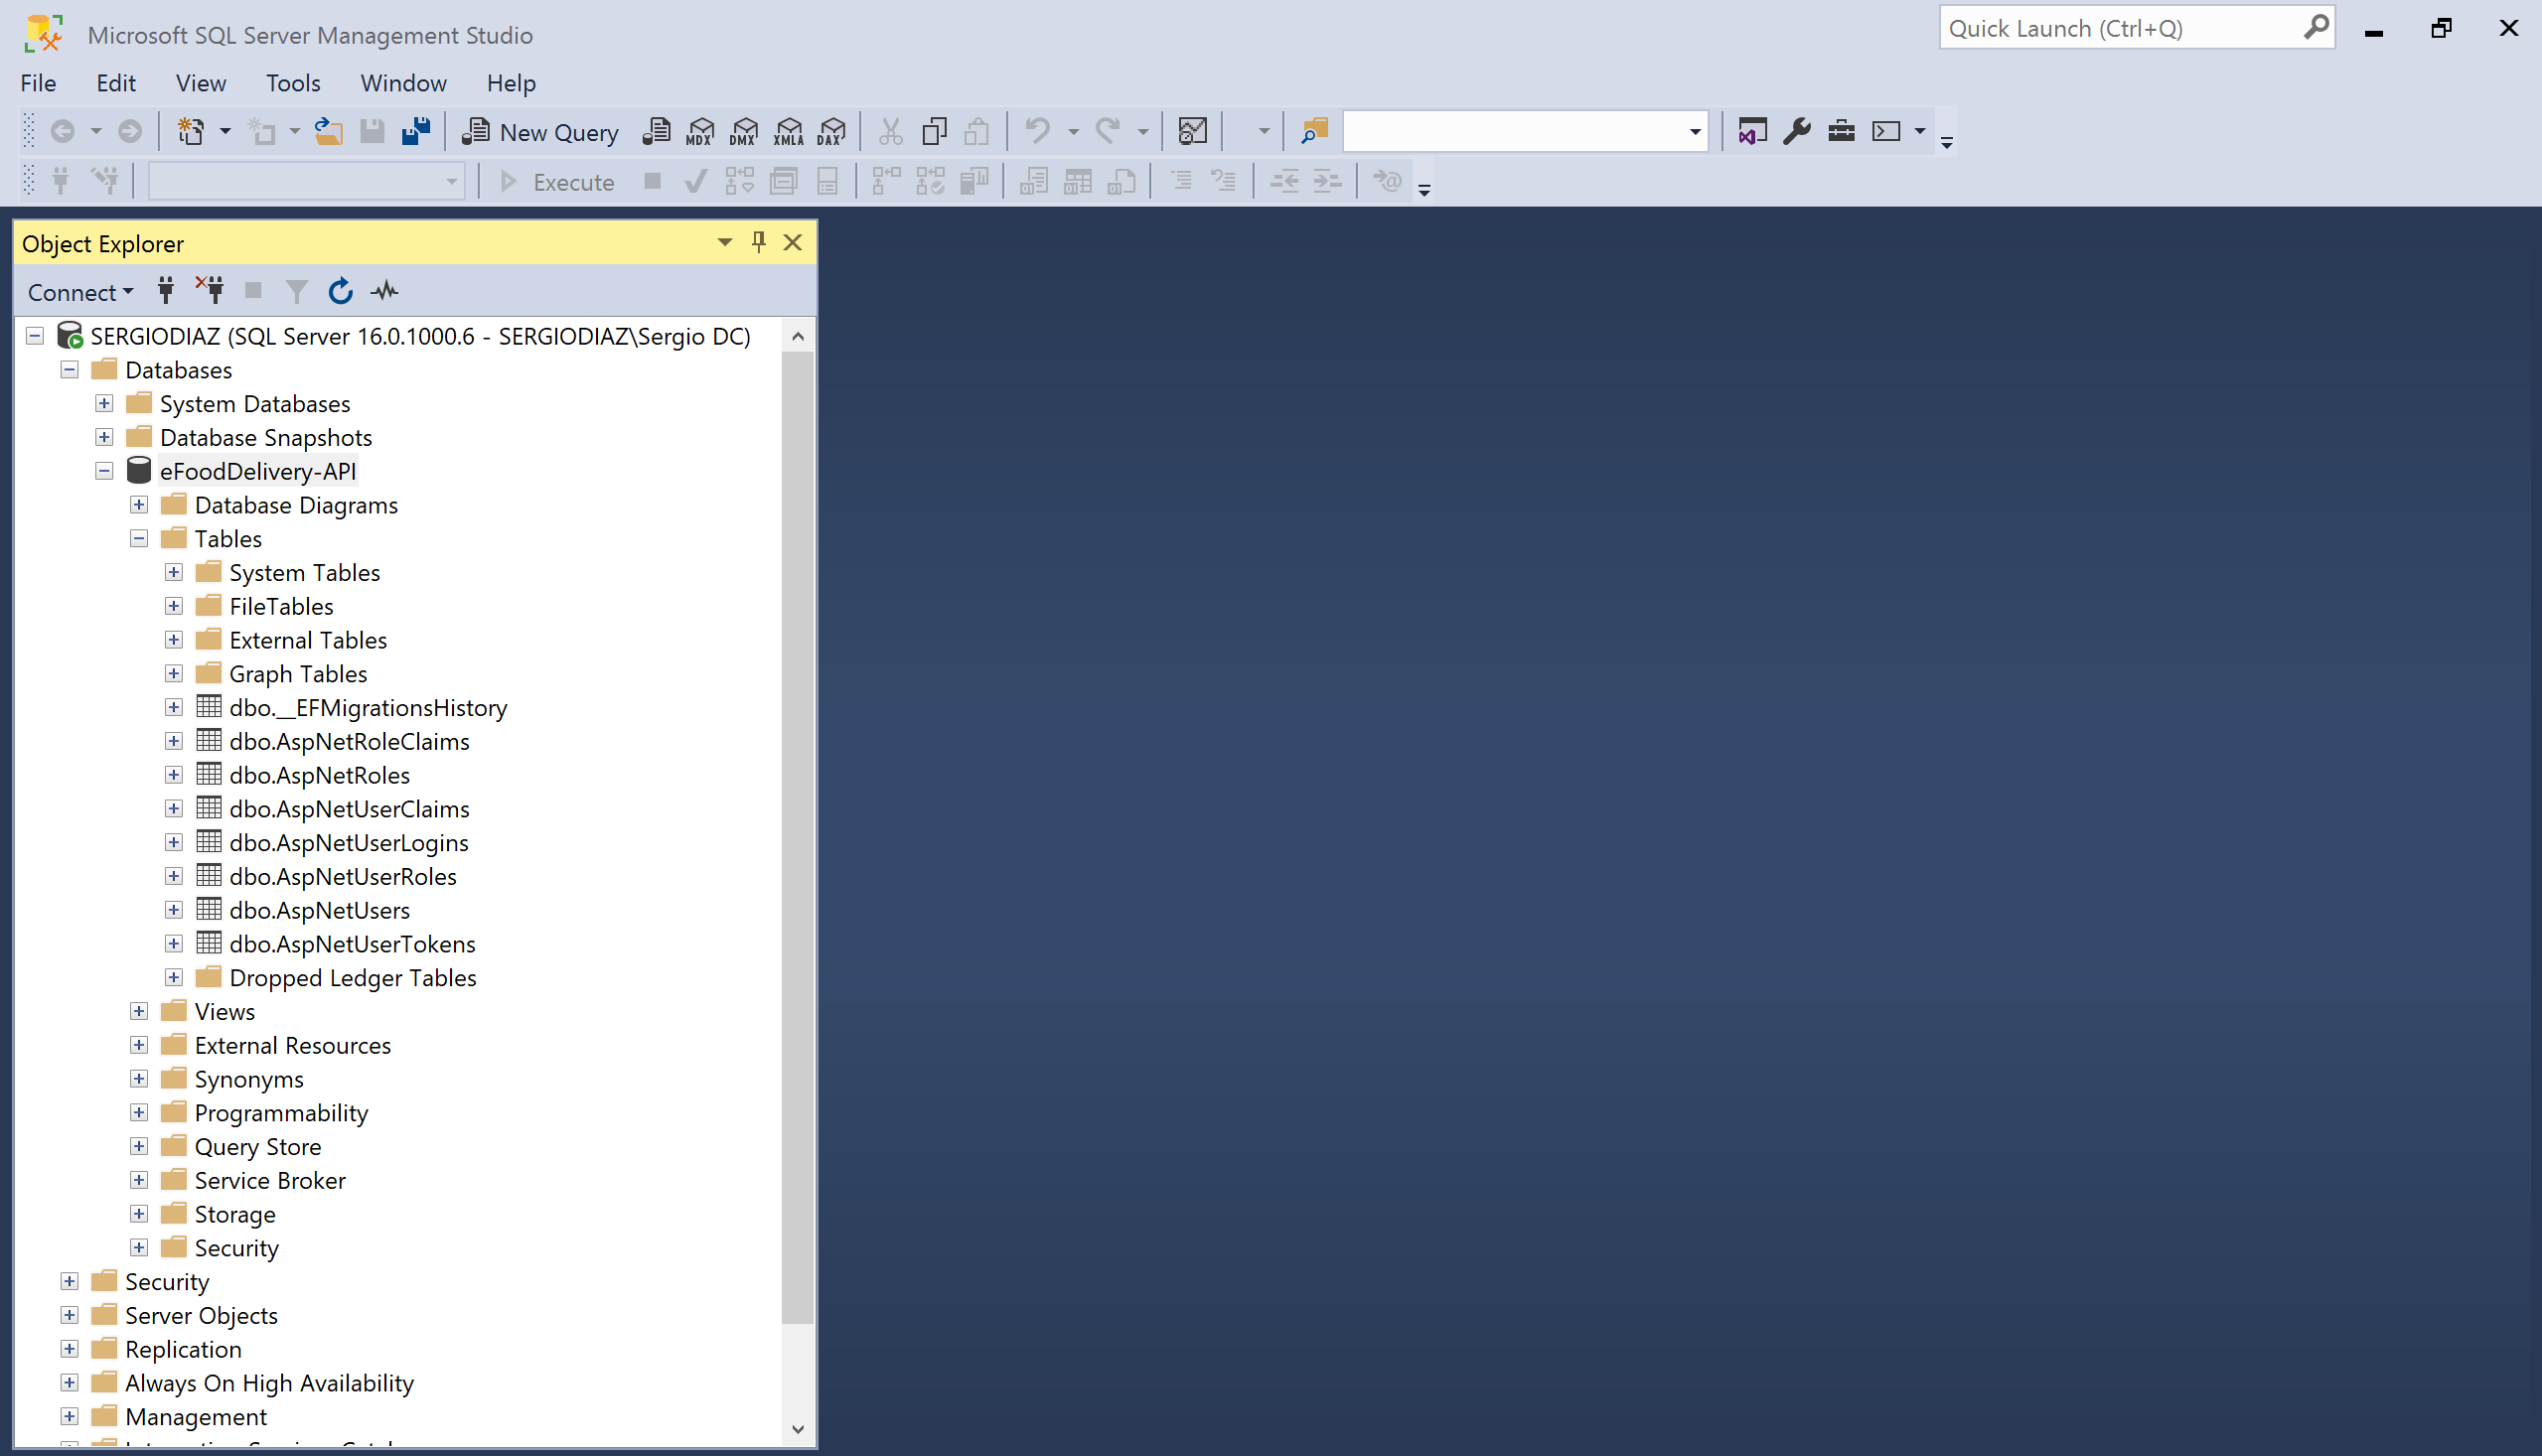 Microsoft SQL Server Management Studio
Quick Launch (Ctrl+Q)
File Edit View Tools Window Help
New Query MDX DMX XMLA DAX
Execute
Object Explorer
Connect
SERGIODIAZ (SQL Server 16.0.1000.6 - SERGIODIAZ\Sergio DC)
Databases
System Databases
Database Snapshots
eFoodDelivery-API
Database Diagrams
Tables
System Tables
FileTables
External Tables
Graph Tables
dbo.__EFMigrationsHistory
dbo.AspNetRoleClaims
dbo.AspNetRoles
dbo.AspNetUserClaims
dbo.AspNetUserLogins
dbo.AspNetUserRoles
dbo.AspNetUsers
dbo.AspNetUserTokens
Dropped Ledger Tables
Views
External Resources
Synonyms
Programmability
Query Store
Service Broker
Storage
Security
Security
Server Objects
Replication
Always On High Availability
Management